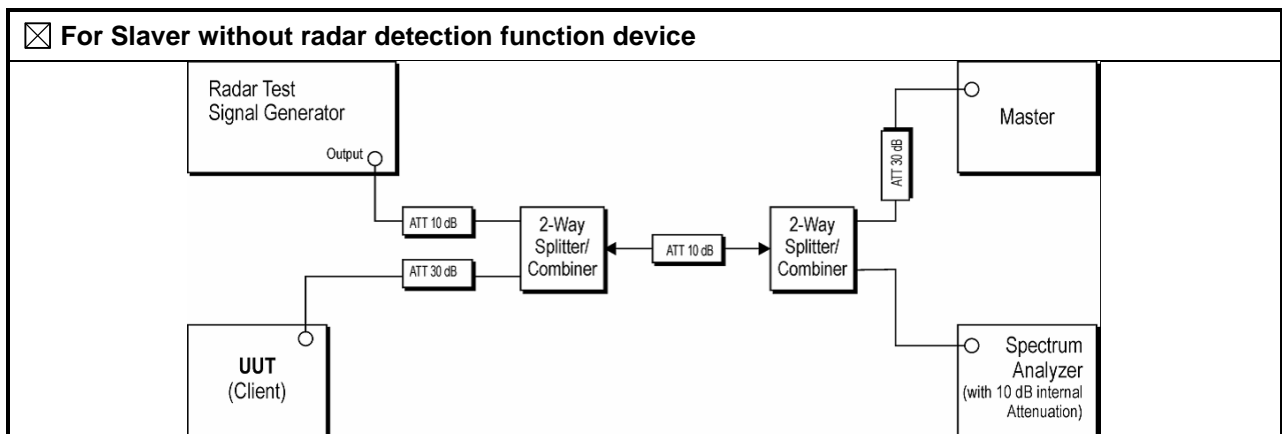 ☒ For Slaver without radar detection function device
Radar Test
Signal Generator
Output
Master
ATT 30 dB
ATT 10 dB
2-Way
Splitter/
Combiner
ATT 10 dB
2-Way
Splitter/
Combiner
ATT 30 dB
UUT
(Client)
Spectrum
Analyzer
(with 10 dB internal
Attenuation)